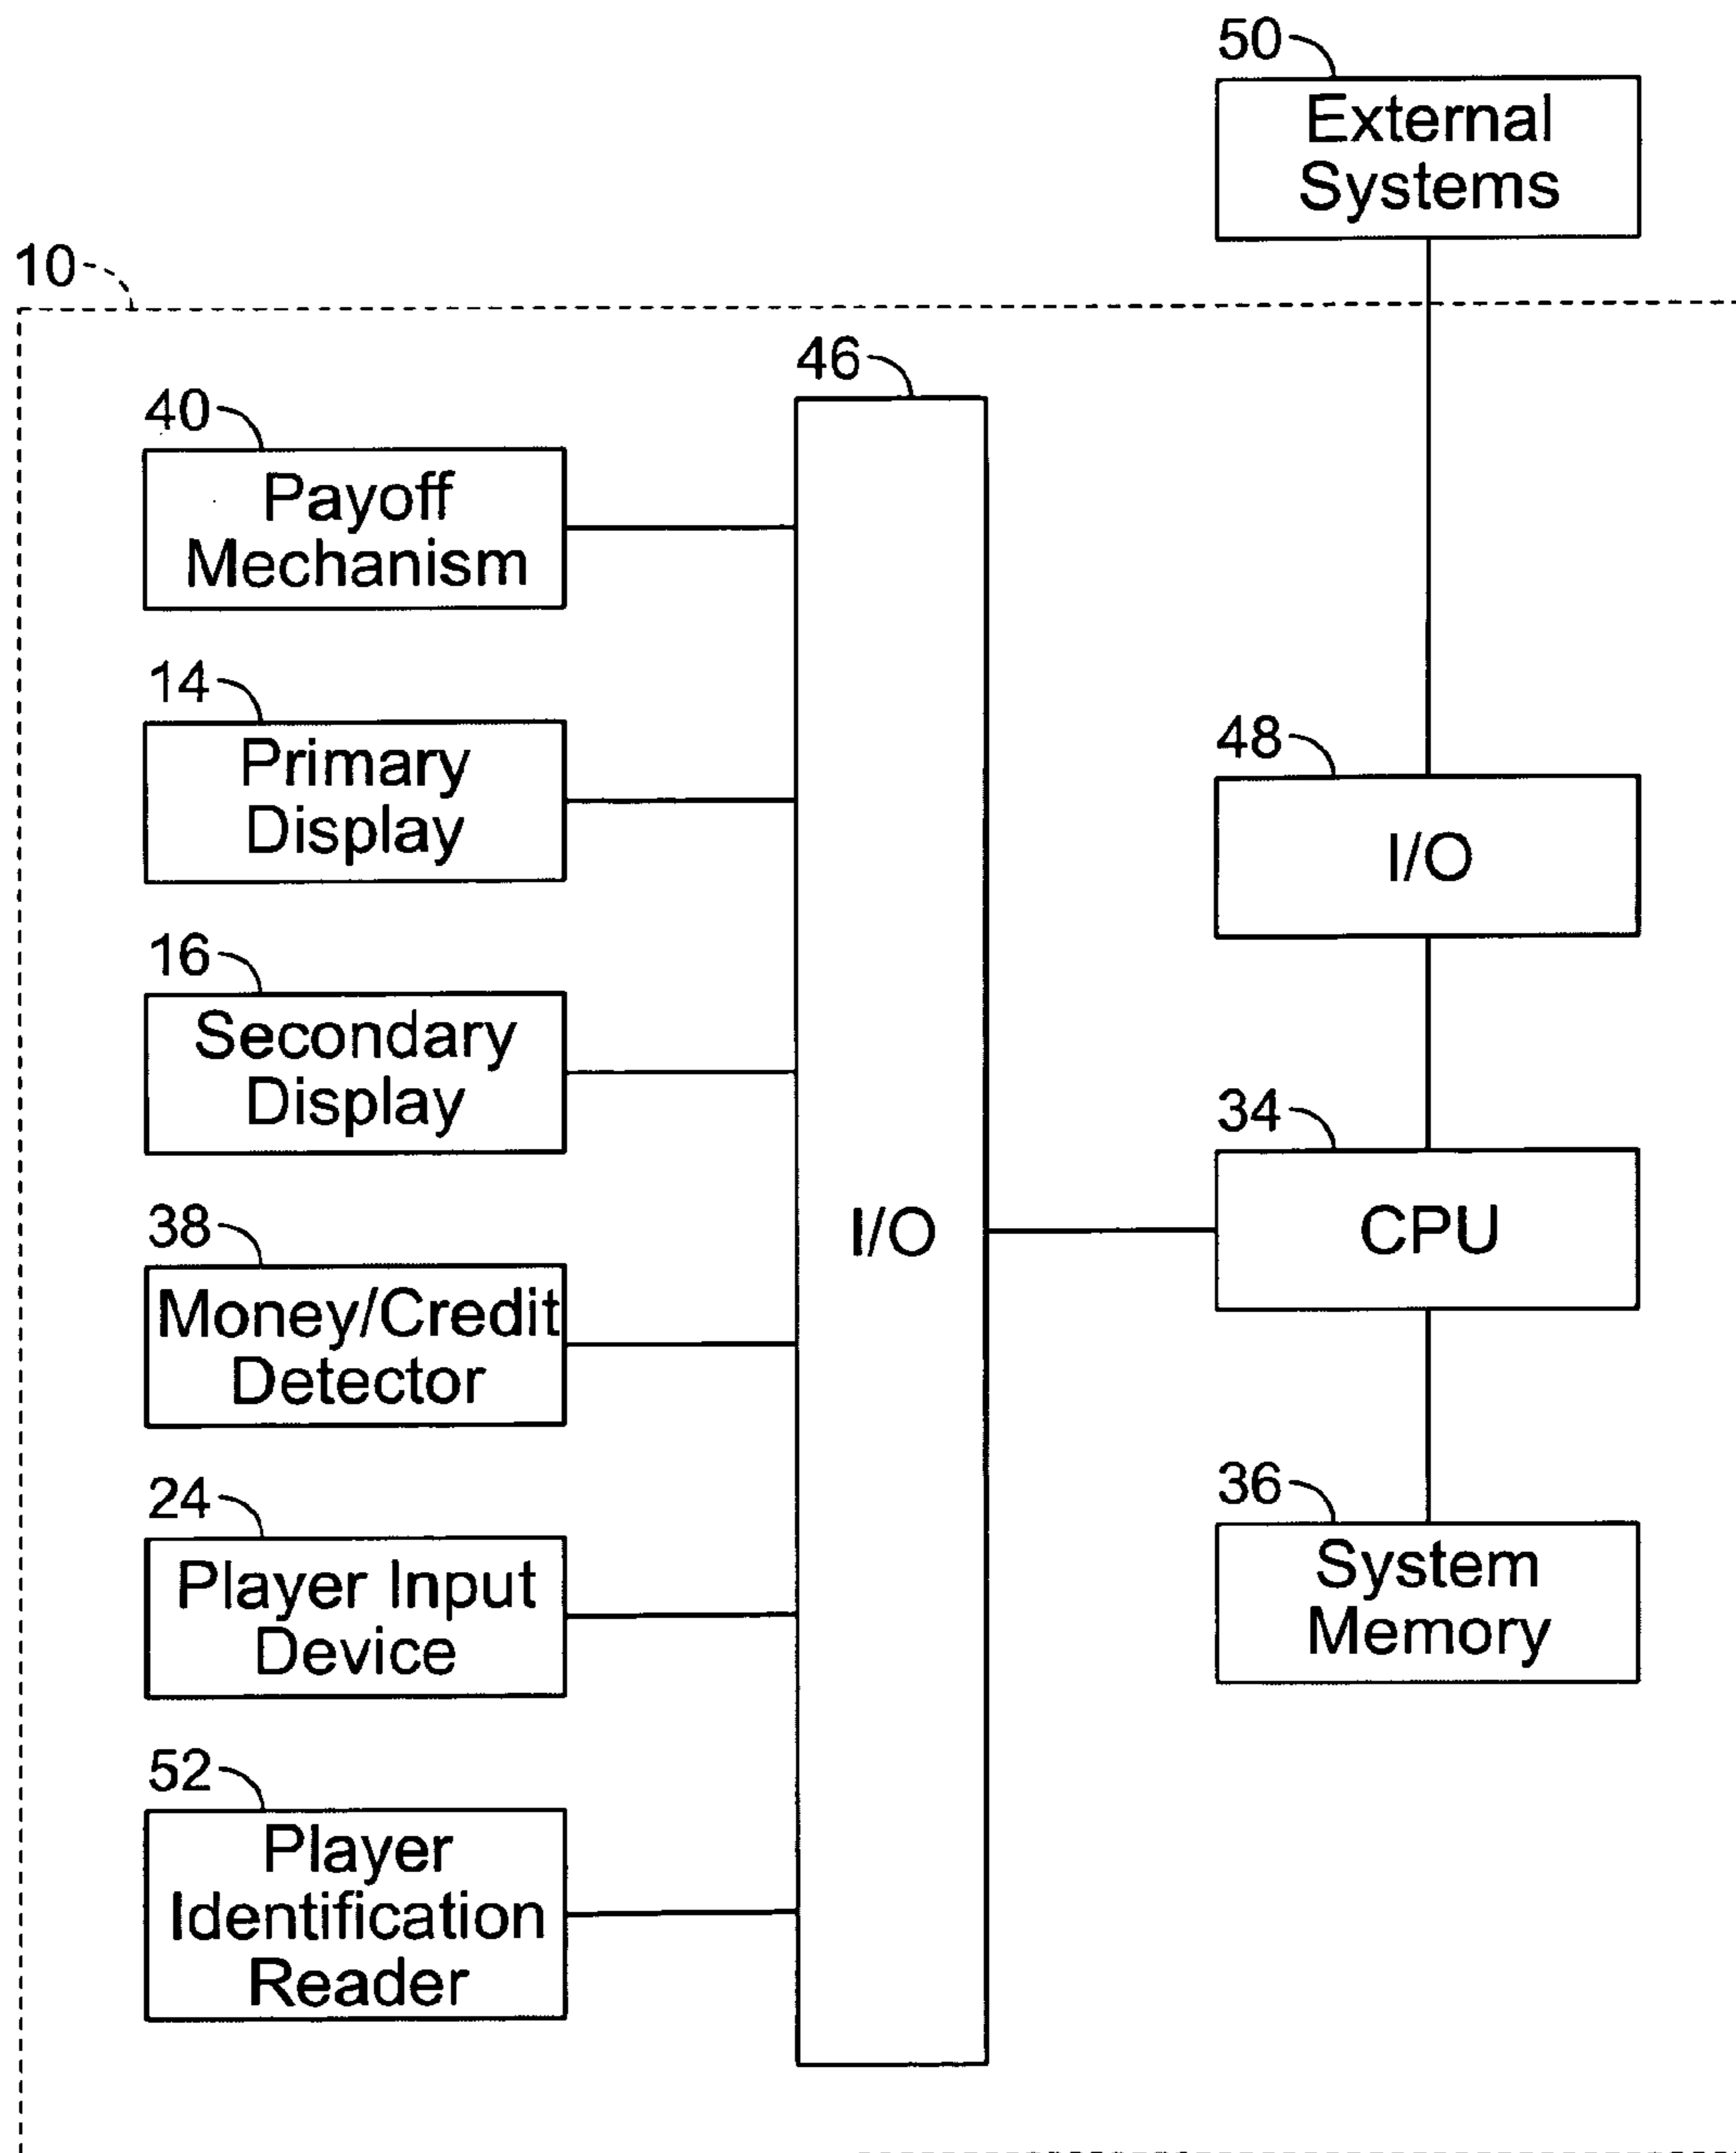 50
External
Systems
10
46
40
Payoff
Mechanism
14
Primary
Display
48
I/O
16
Secondary
Display
34
CPU
38
Money/Credit
Detector
I/O
24
Player Input
Device
36
System
Memory
52
Player
Identification
Reader